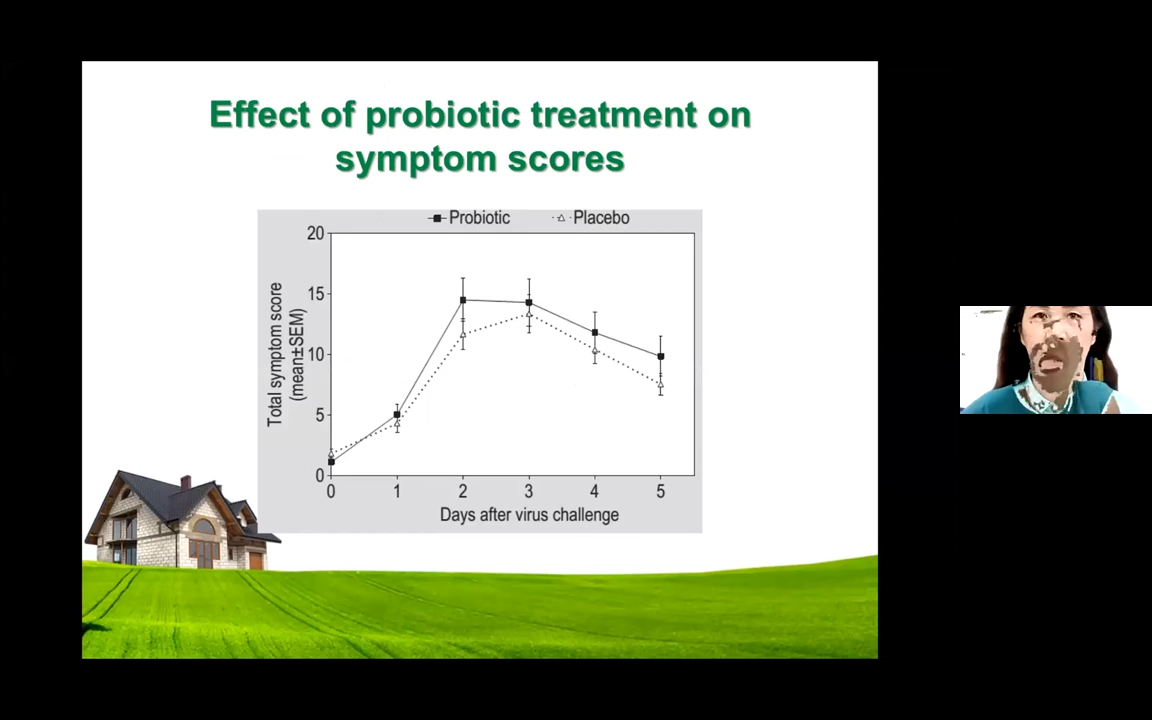 Effect of probiotic treatment on
symptom scores
Probiotic
Placebo
Total symptom score
(mean±SEM)
20
15
10
5
0
0 1 2 3 4 5
Days after virus challenge